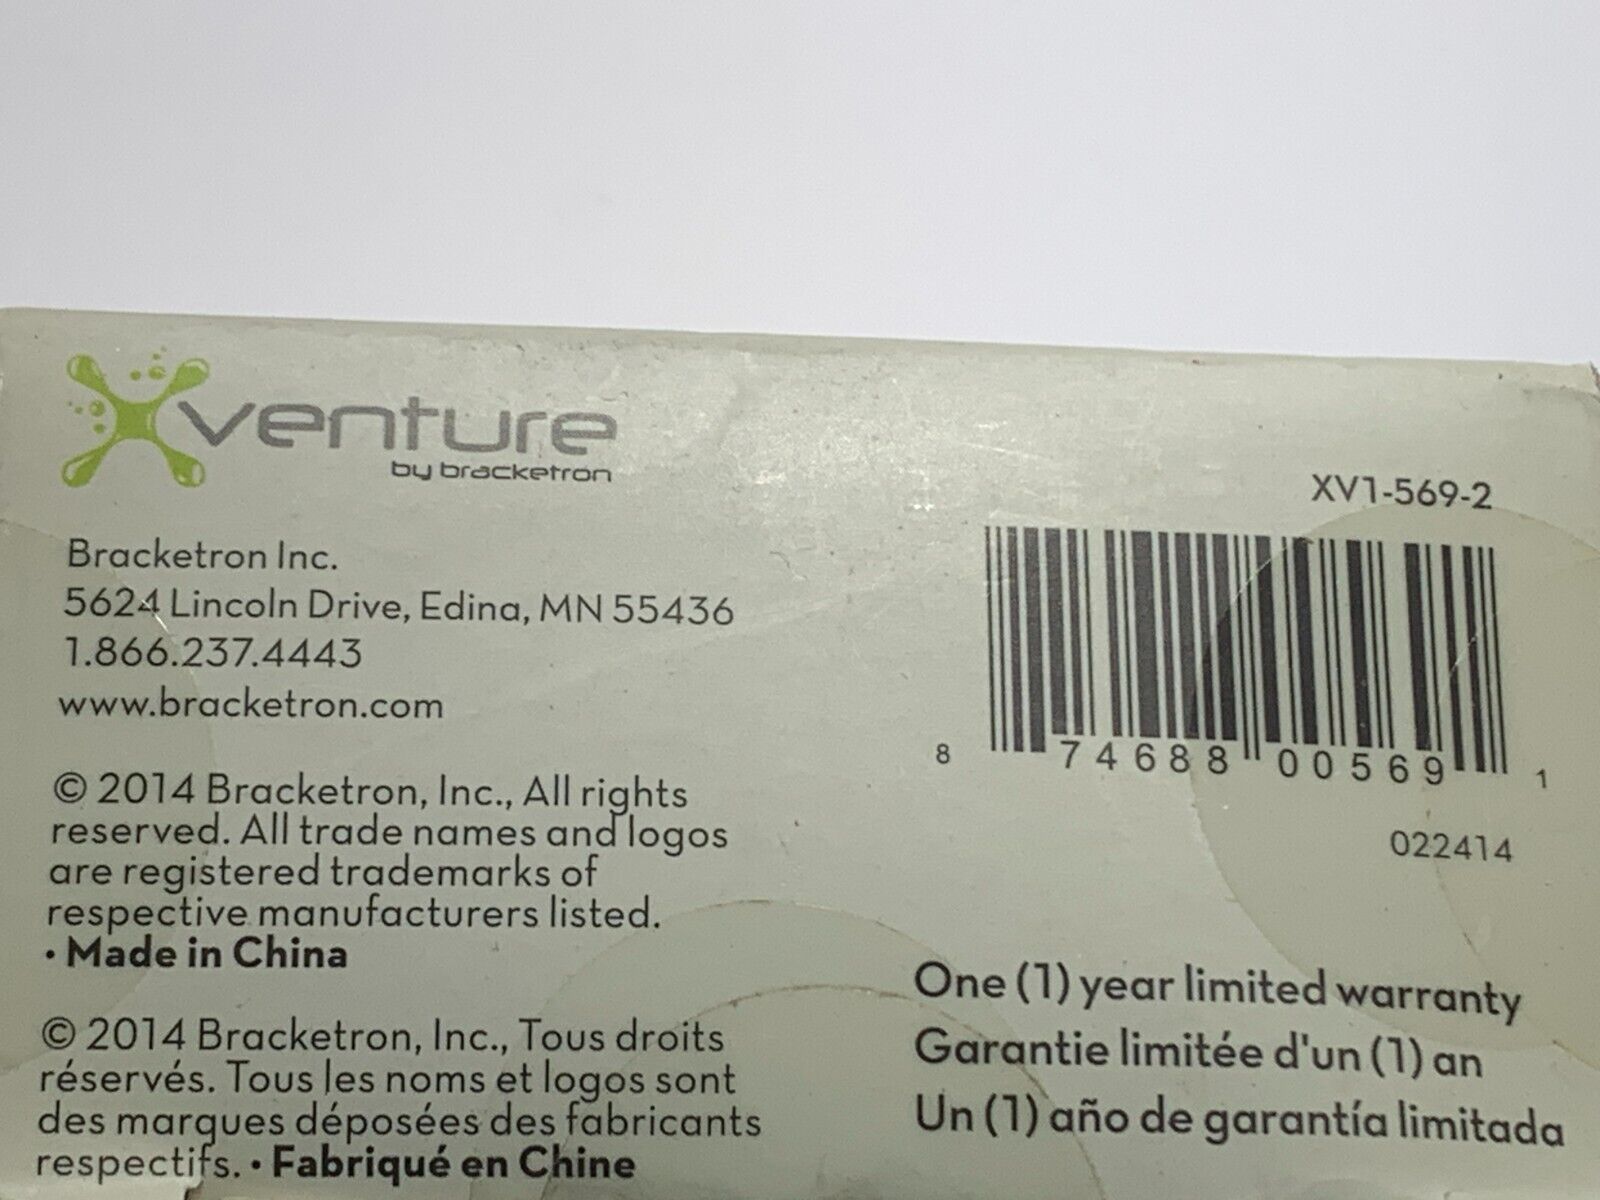 Xventure
by bracketron
Bracketron Inc.
5624 Lincoln Drive, Edina, MN 55436
1.866.237.4443
www.bracketron.com
© 2014 Bracketron, Inc., All rights
reserved. All trade names and logos
are registered trademarks of
respective manufacturers listed.
• Made in China
© 2014 Bracketron, Inc., Tous droits
réservés. Tous les noms et logos sont
des marques déposées des fabricants
respectifs. • Fabriqué en Chine
XV1-569-2
8 74688 00569 1
022414
One (1) year limited warranty
Garantie limitée d'un (1) an
Un (1) año de garantía limitada